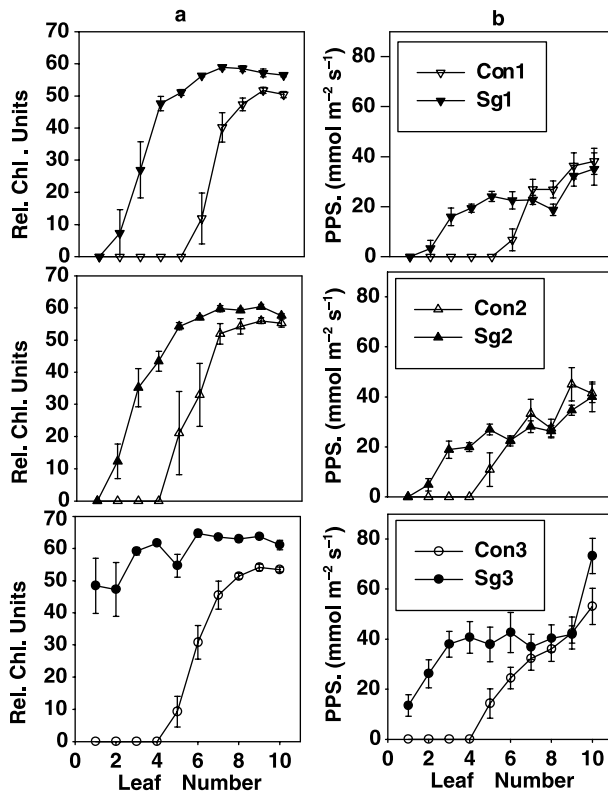 a
b
70
60
50
40
30
20
10
0
Rel. Chl . Units
80
60
40
20
0
PPS. (mmol m⁻² s⁻¹)
Con1
Sg1
70
60
50
40
30
20
10
0
Rel. Chl. Units
80
60
40
20
0
PPS. (mmol m⁻² s⁻¹)
Con2
Sg2
70
60
50
40
30
20
10
0
Rel. Chl. Units
80
60
40
20
0
PPS. (mmol m⁻² s⁻¹)
Con3
Sg3
0 2 4 6 8 10
Leaf Number
0 2 4 6 8 10
Leaf Number